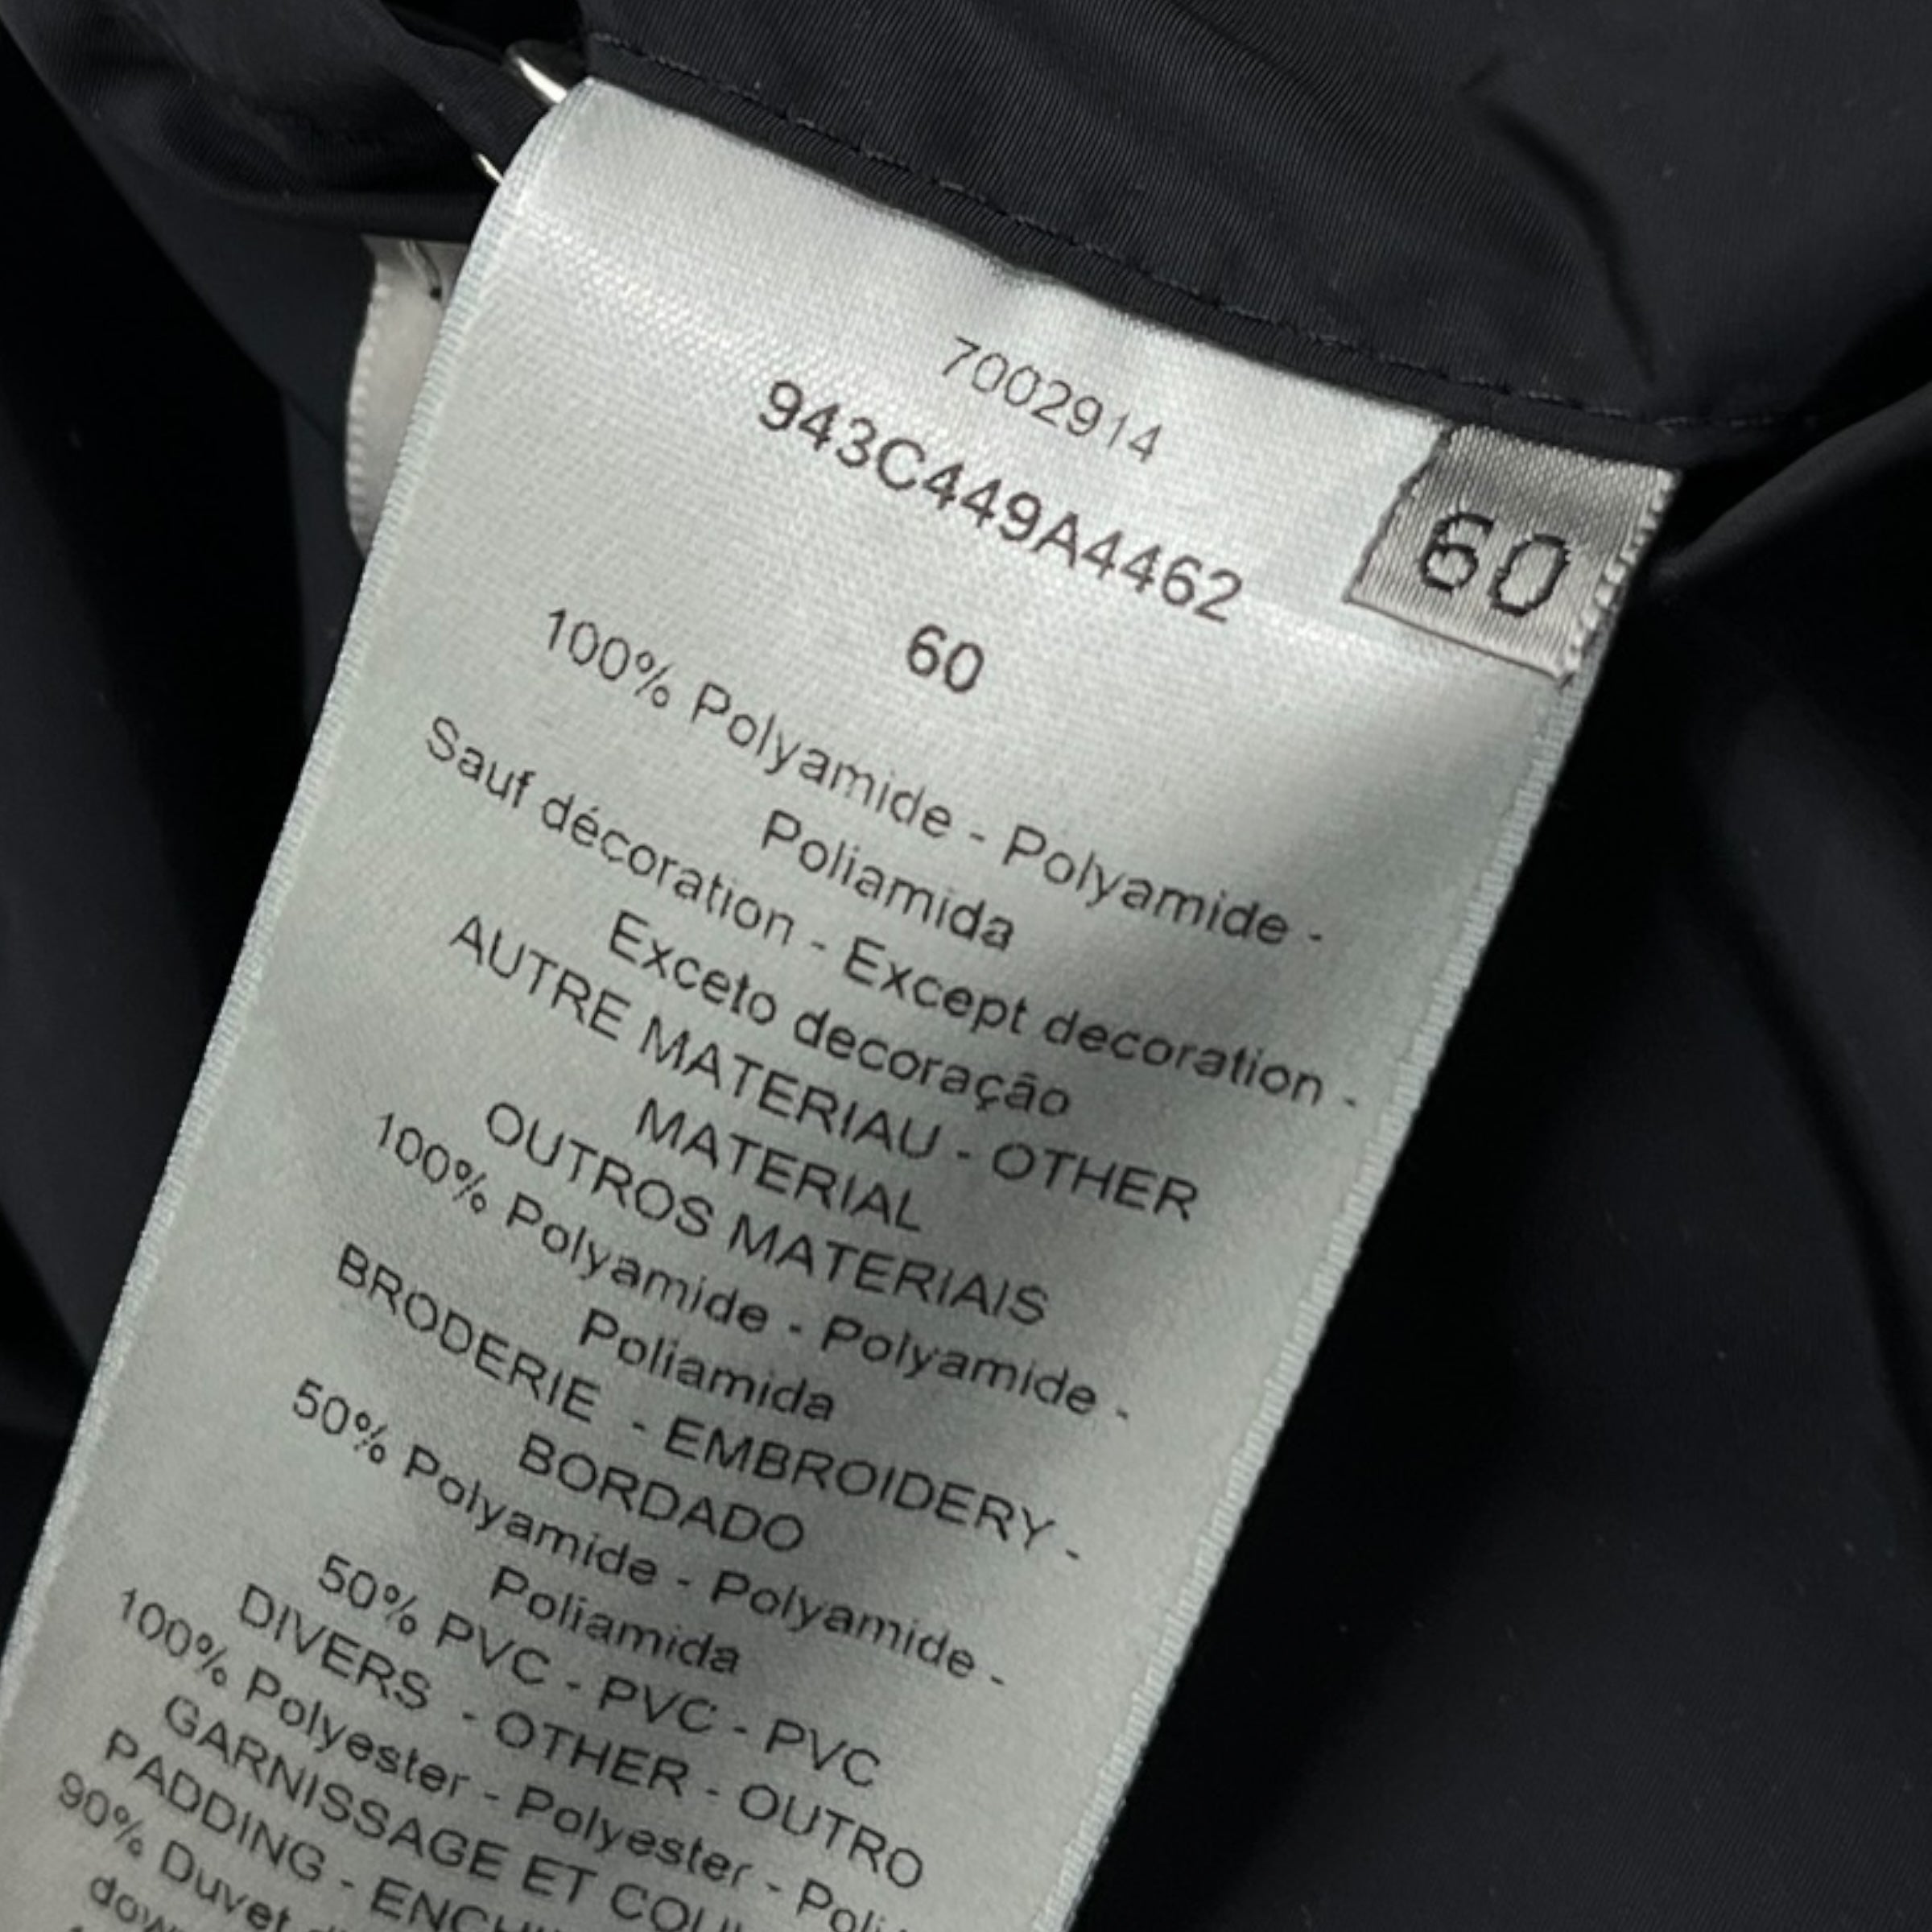 7002914
943C449A4462
60
60
100% Polyamide - Polyamide -
Poliamida
Sauf décoration - Except decoration -
Exceto decoração
AUTRE MATERIAU - OTHER
MATERIAL
OUTROS MATERIAIS
100% Polyamide - Polyamide -
Poliamida
BRODERIE - EMBROIDERY -
BORDADO
50% Polyamide - Polyamide -
Poliamida
50% PVC - PVC - PVC
DIVERS - OTHER - OUTRO
100% Polyester - Polyester -
GARNISSAGE ET
PADDING -
90% Duvet